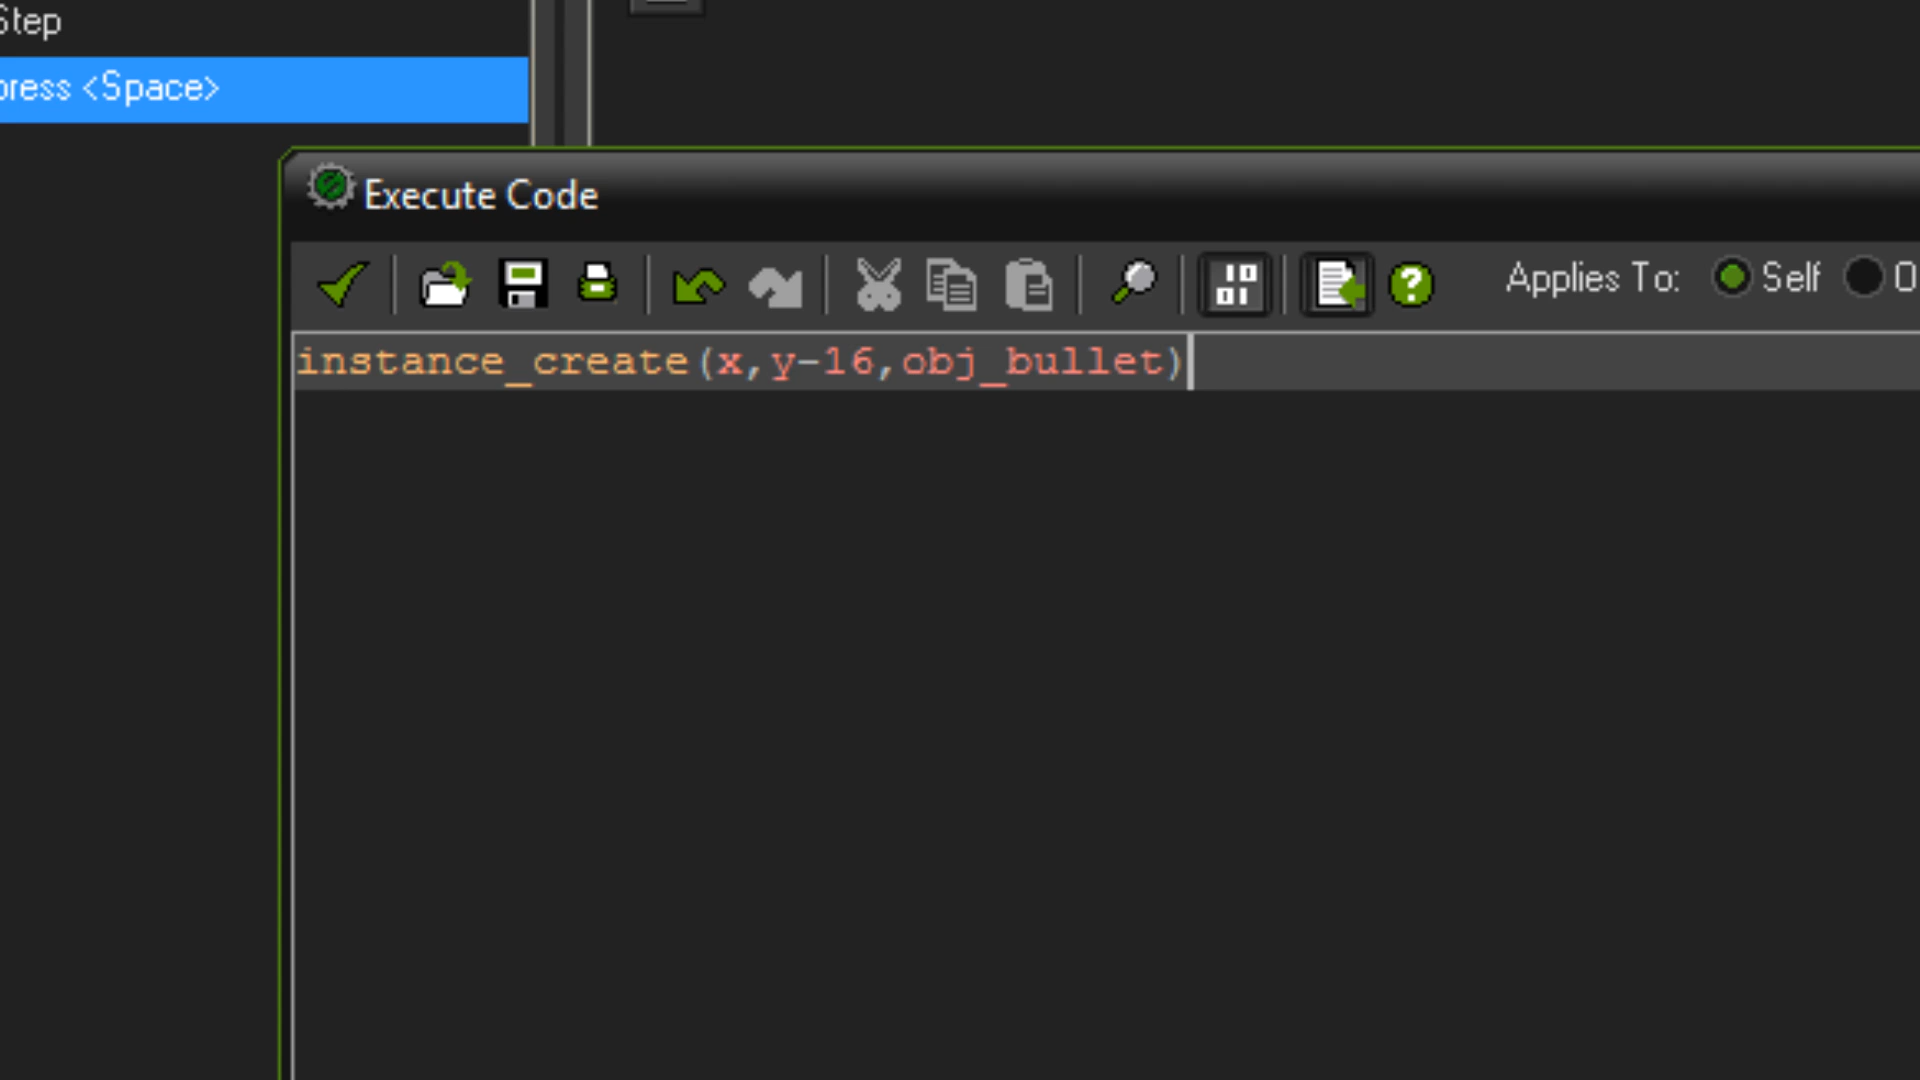 Step
press <Space>
Execute Code
Applies To: Self O
instance_create(x,y-16,obj_bullet)